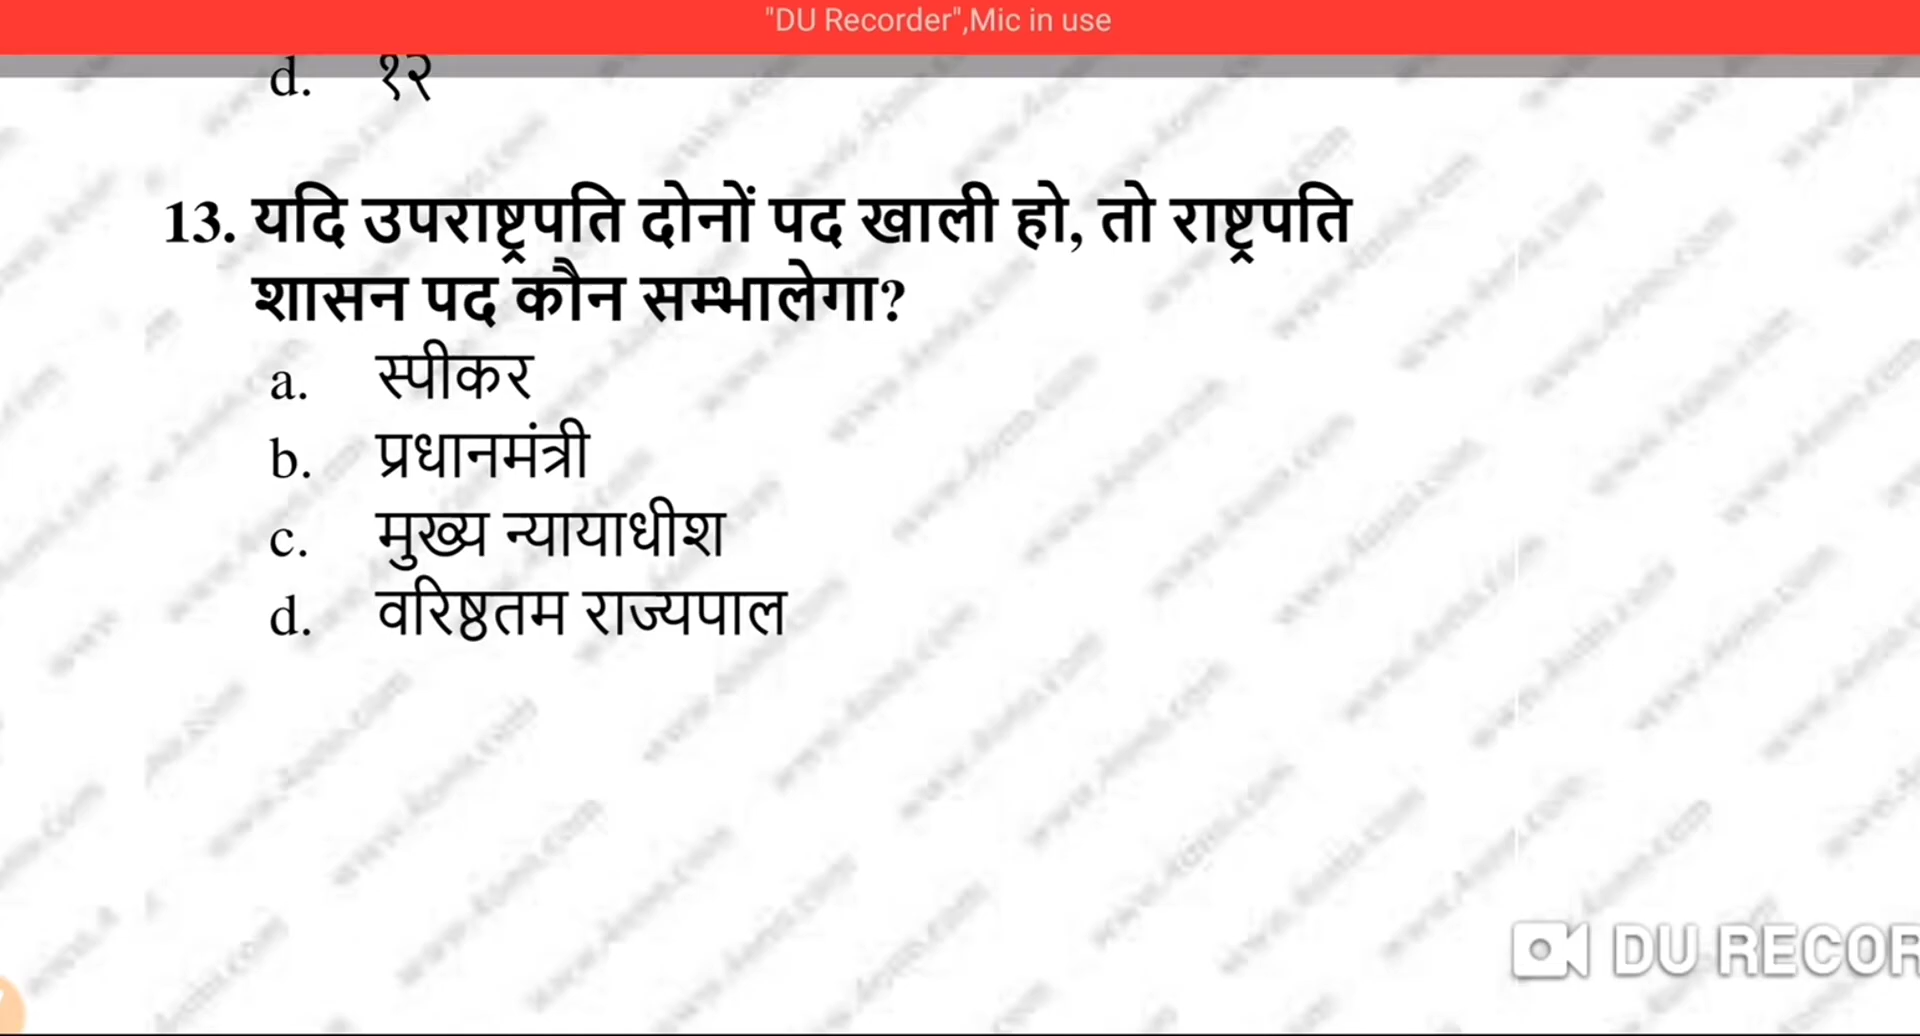 "DU Recorder",Mic in use
d. १२
13. यदि उपराष्ट्रपति दोनों पद खाली हो, तो राष्ट्रपति
शासन पद कौन सम्भालेगा?
a. स्पीकर
b. प्रधानमंत्री
c. मुख्य न्यायाधीश
d. वरिष्ठतम राज्यपाल
DU RECOR